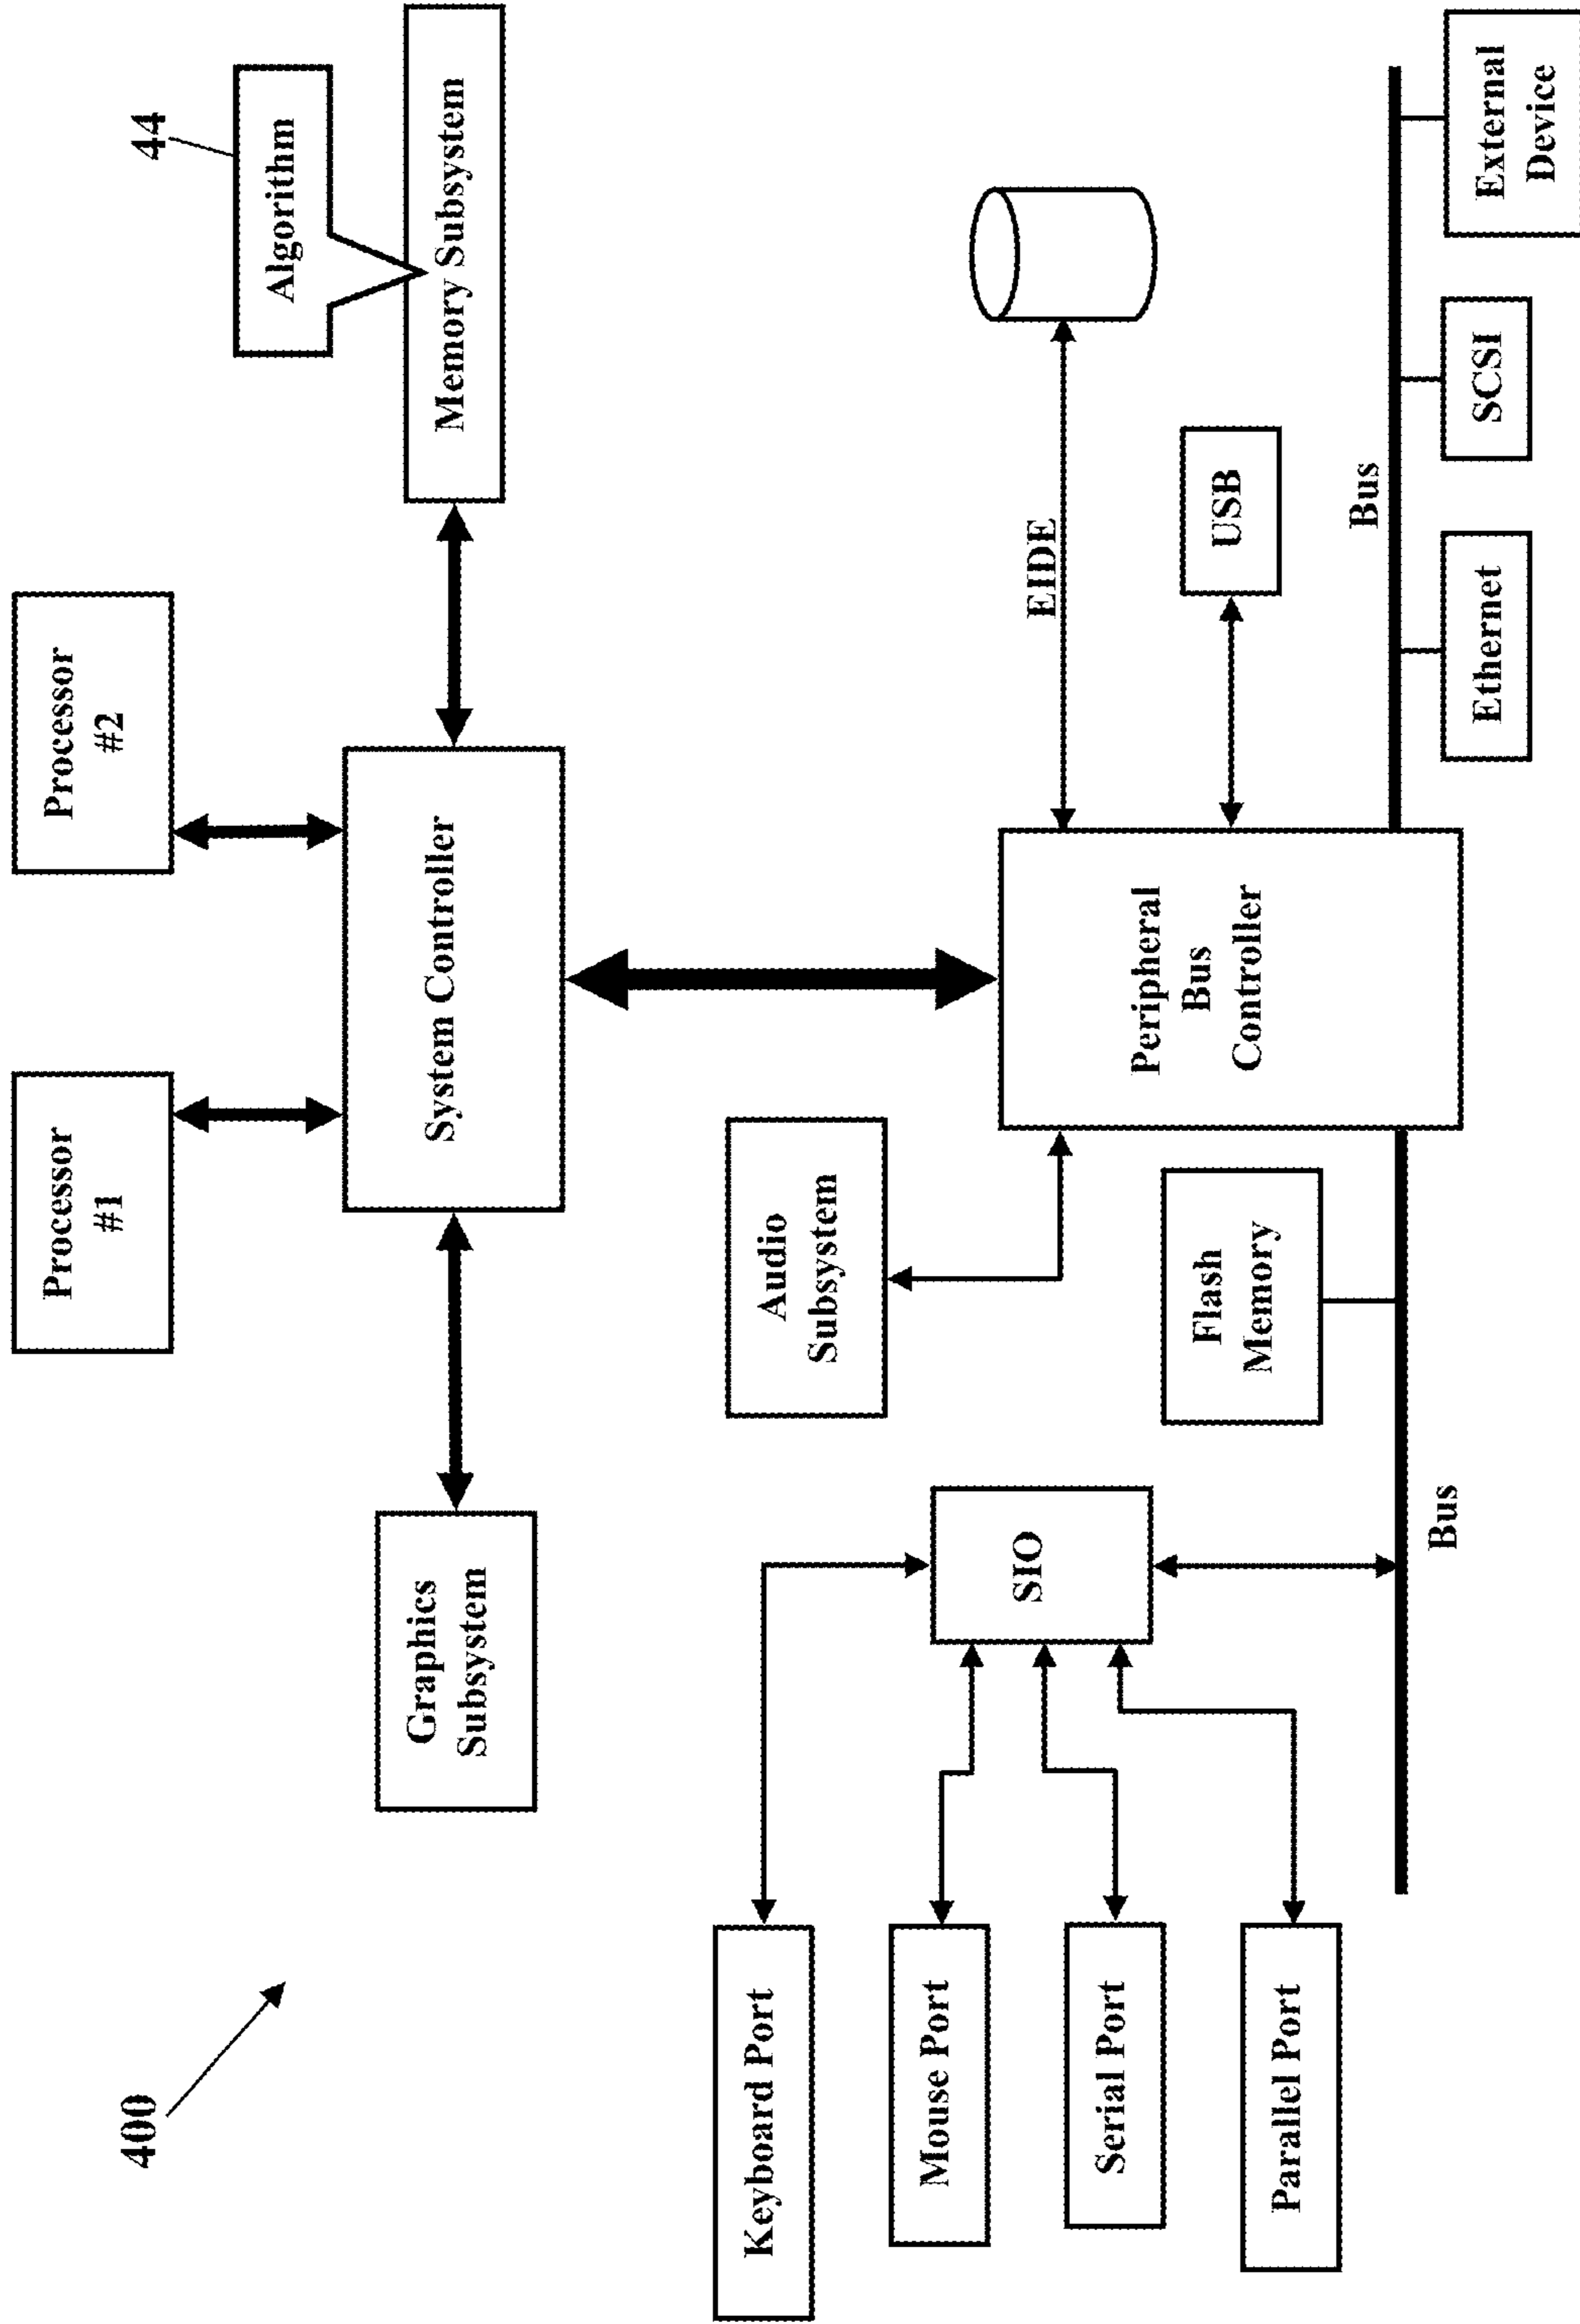 400
Processor
#1
Processor
#2
44
Algorithm
Graphics
Subsystem
System Controller
Memory Subsystem
Keyboard Port
Mouse Port
Serial Port
Parallel Port
SIO
Audio
Subsystem
Flash
Memory
Peripheral
Bus
Controller
EIDE
USB
Bus
Bus
Ethernet
SCSI
External
Device